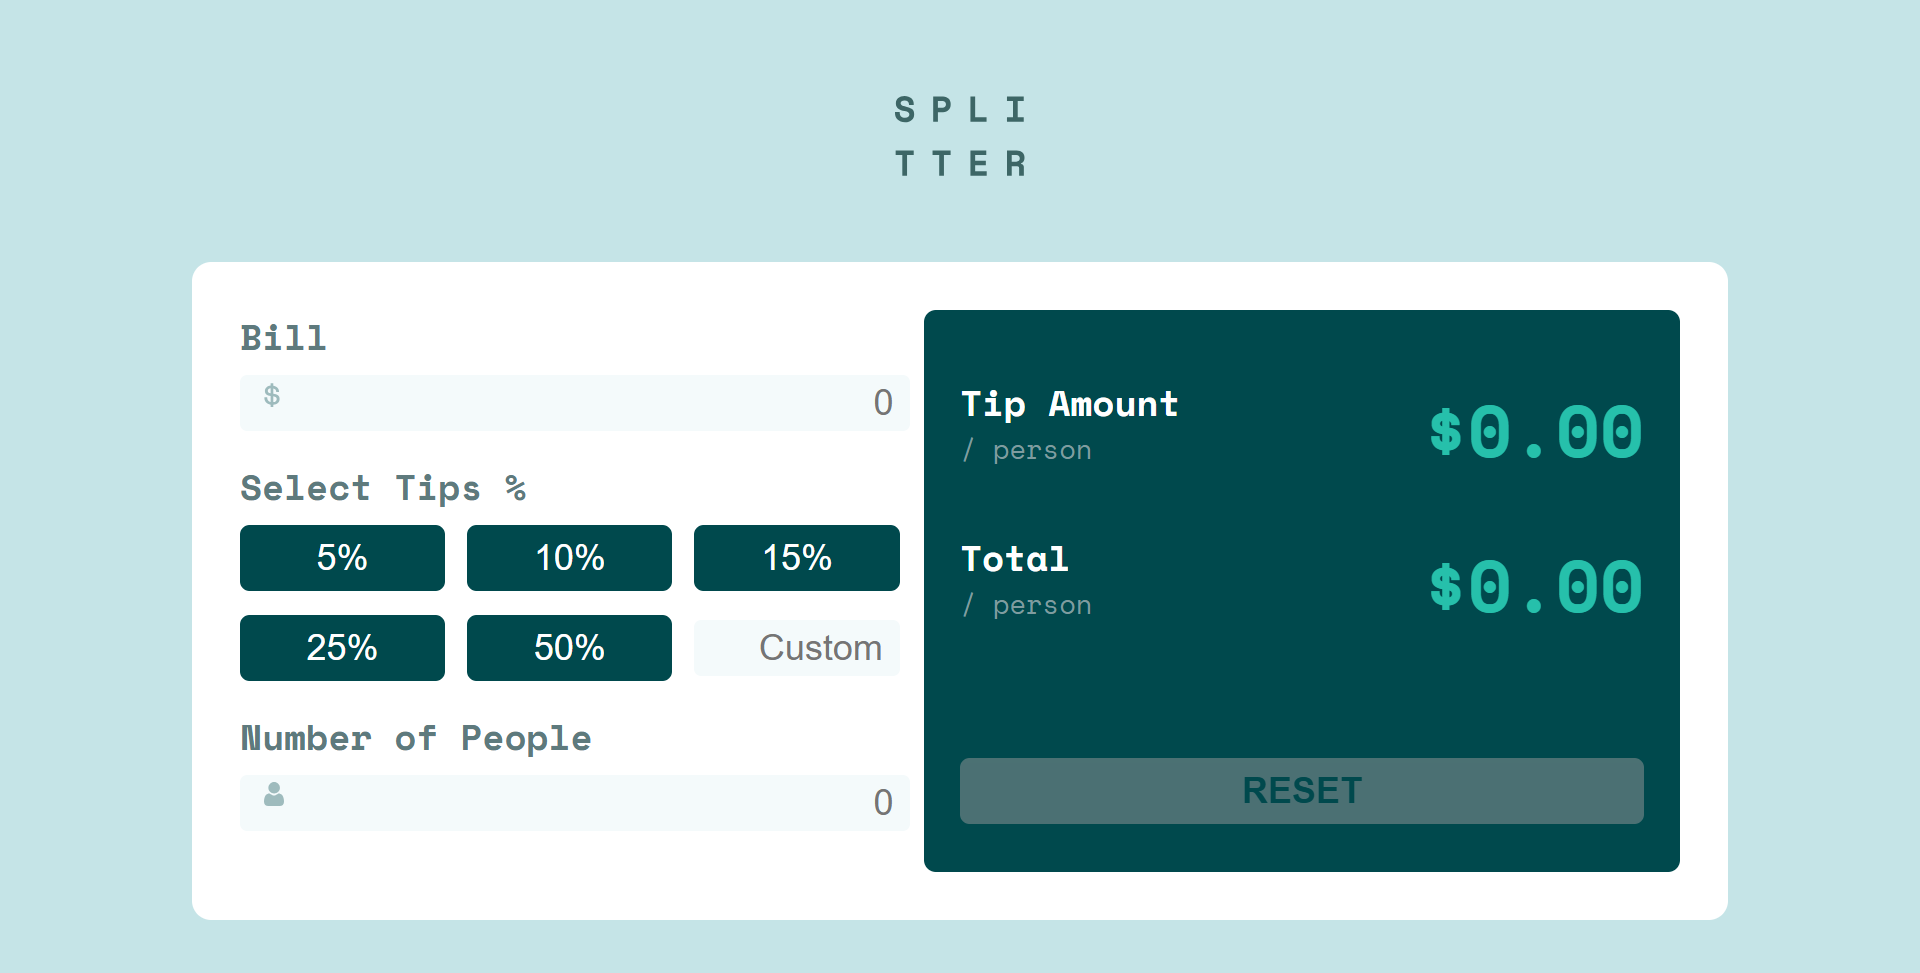 S P L I
T T E R
Bill
$ 0
Select Tips %
5% 10% 15%
25% 50% Custom
Number of People
0
Tip Amount
/ person
$0.00
Total
/ person
$0.00
RESET